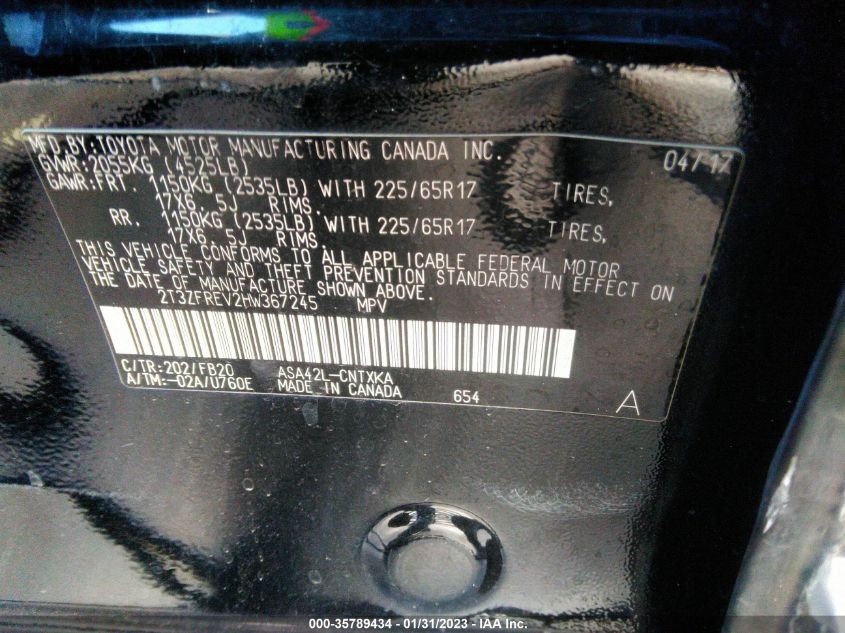 MFD.BY:TOYOTA MOTOR MANUFACTURING CANADA INC. 04/17
GVWR:2055KG (4525LB)
GAWR:FRT. 1150KG (2535LB) WITH 225/65R17 TIRES,
17X6. 5J RIMS.
RR. 1150KG (2535LB) WITH 225/65R17 TIRES,
17X6. 5J RIMS.
THIS VEHICLE CONFORMS TO ALL APPLICABLE FEDERAL MOTOR
VEHICLE SAFETY AND THEFT PREVENTION STANDARDS IN EFFECT ON
THE DATE OF MANUFACTURE SHOWN ABOVE.
2T3ZFREV2HW367245 MPV
C/TR:202/FB20 ASA42L-CNTXKA
A/TM:-02A/U760E MADE IN CANADA 654 A
000-35789434 - 01/31/2023 - IAA Inc.